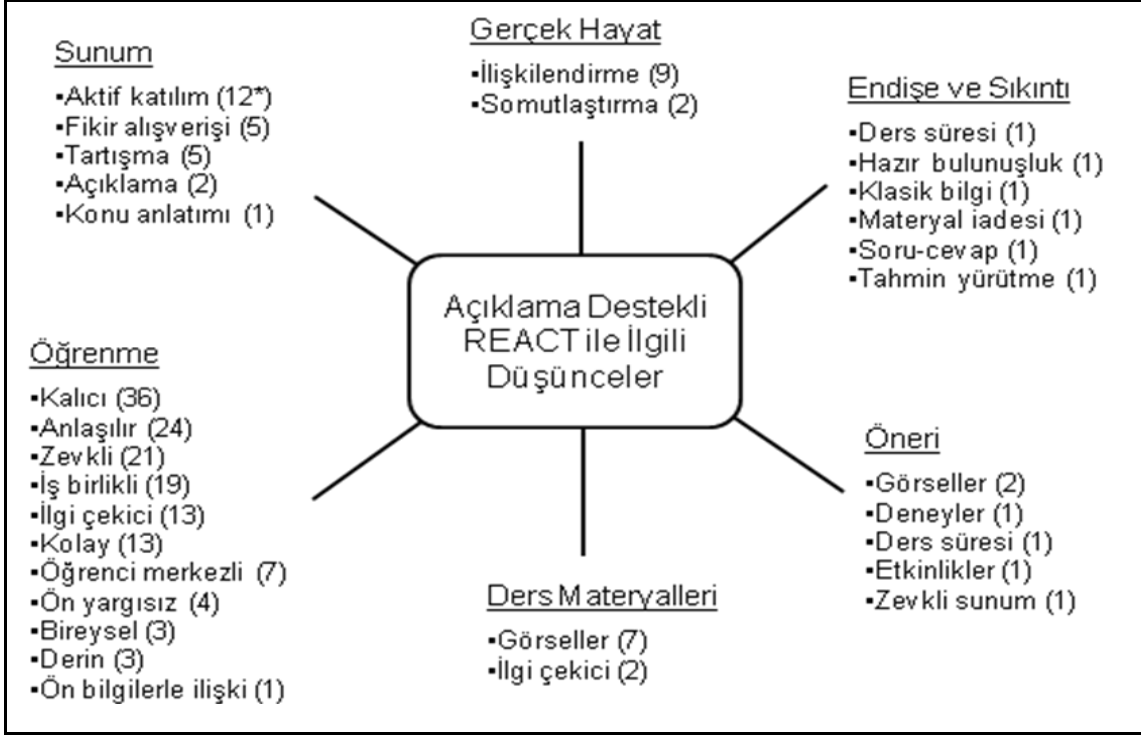 Sunum
▪Aktif katılım (12*)
▪Fikir alışverişi (5)
▪Tartışma (5)
▪Açıklama (2)
▪Konu anlatımı (1)
Gerçek Hayat
▪İlişkilendirme (9)
▪Somutlaştırma (2)
Endişe ve Sıkıntı
▪Ders süresi (1)
▪Hazır bulunuşluk (1)
▪Klasik bilgi (1)
▪Materyal iadesi (1)
▪Soru-cevap (1)
▪Tahmin yürütme (1)
Açıklama Destekli
REACT ile İlgili
Düşünceler
Öğrenme
▪Kalıcı (36)
▪Anlaşılır (24)
▪Zevkli (21)
▪İş birlikli (19)
▪İlgi çekici (13)
▪Kolay (13)
▪Öğrenci merkezli (7)
▪Ön yargısız (4)
▪Bireysel (3)
▪Derin (3)
▪Ön bilgilerle ilişki (1)
Ders Materyalleri
▪Görseller (7)
▪İlgi çekici (2)
Öneri
▪Görseller (2)
▪Deneyler (1)
▪Ders süresi (1)
▪Etkinlikler (1)
▪Zevkli sunum (1)